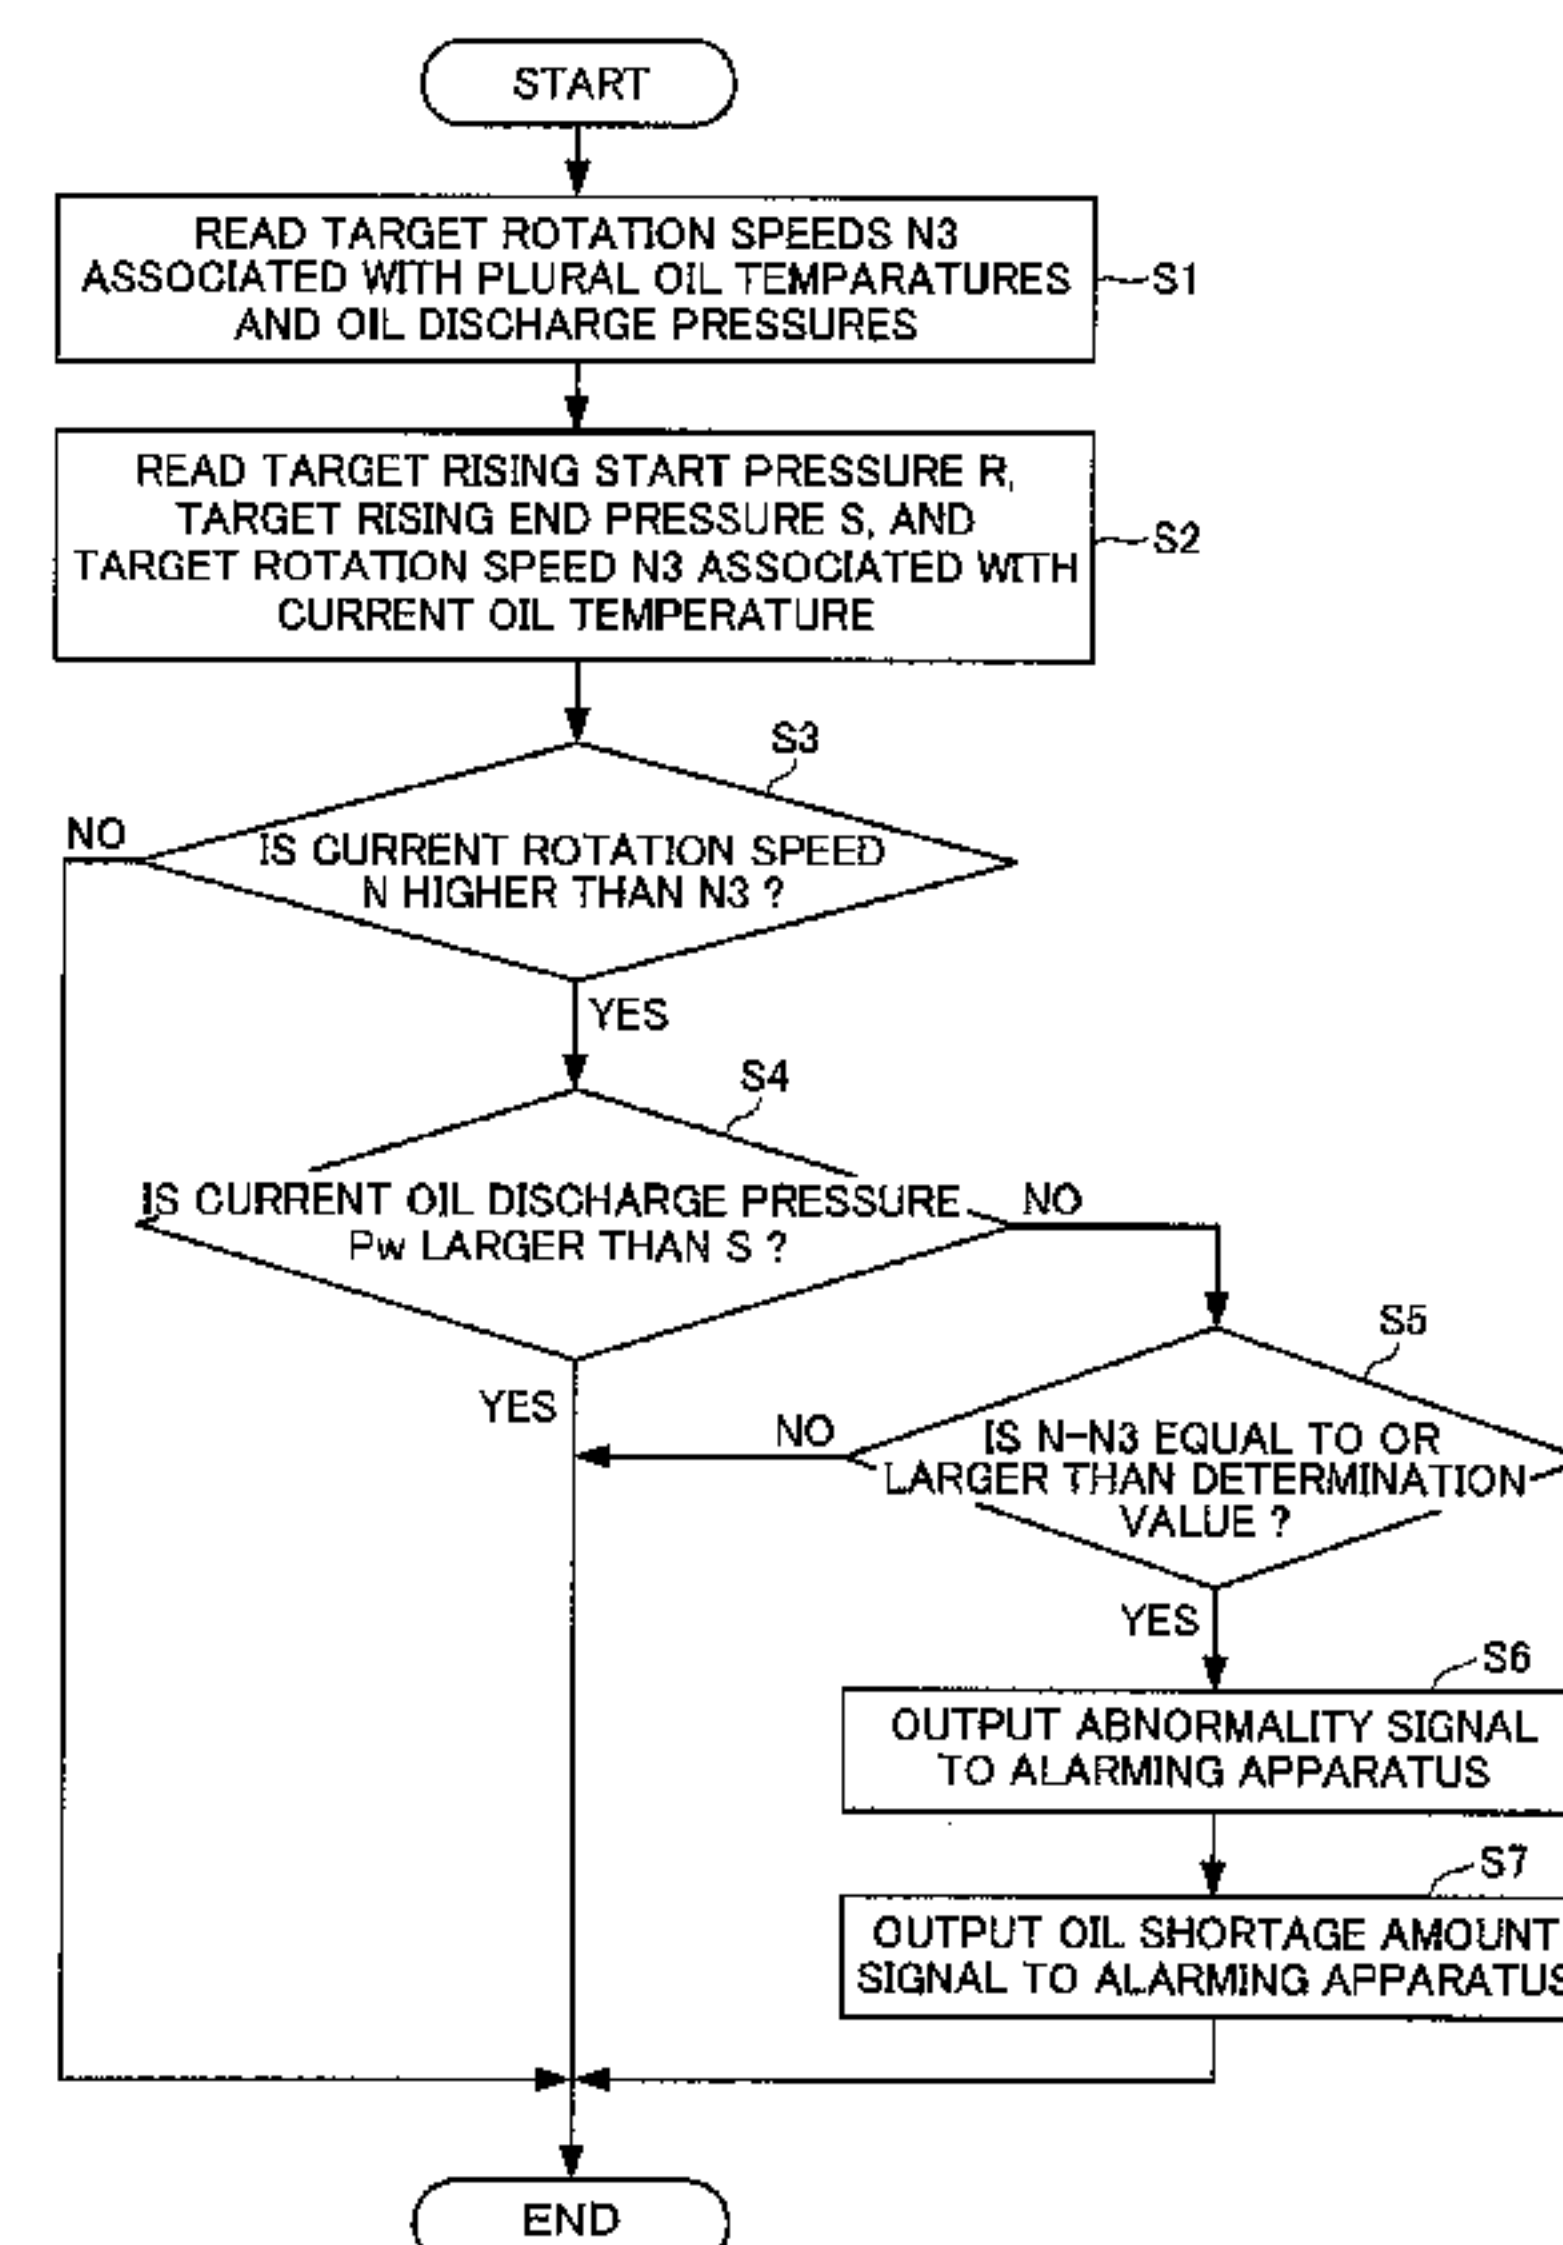 START
READ TARGET ROTATION SPEEDS N3
ASSOCIATED WITH PLURAL OIL TEMPARATURES
AND OIL DISCHARGE PRESSURES
S1
READ TARGET RISING START PRESSURE R,
TARGET RISING END PRESSURE S, AND
TARGET ROTATION SPEED N3 ASSOCIATED WITH
CURRENT OIL TEMPERATURE
S2
S3
NO
IS CURRENT ROTATION SPEED
N HIGHER THAN N3 ?
YES
S4
IS CURRENT OIL DISCHARGE PRESSURE
Pw LARGER THAN S ?
NO
S5
YES
NO
IS N-N3 EQUAL TO OR
LARGER THAN DETERMINATION
VALUE ?
YES
S6
OUTPUT ABNORMALITY SIGNAL
TO ALARMING APPARATUS
S7
OUTPUT OIL SHORTAGE AMOUNT
SIGNAL TO ALARMING APPARATUS
END